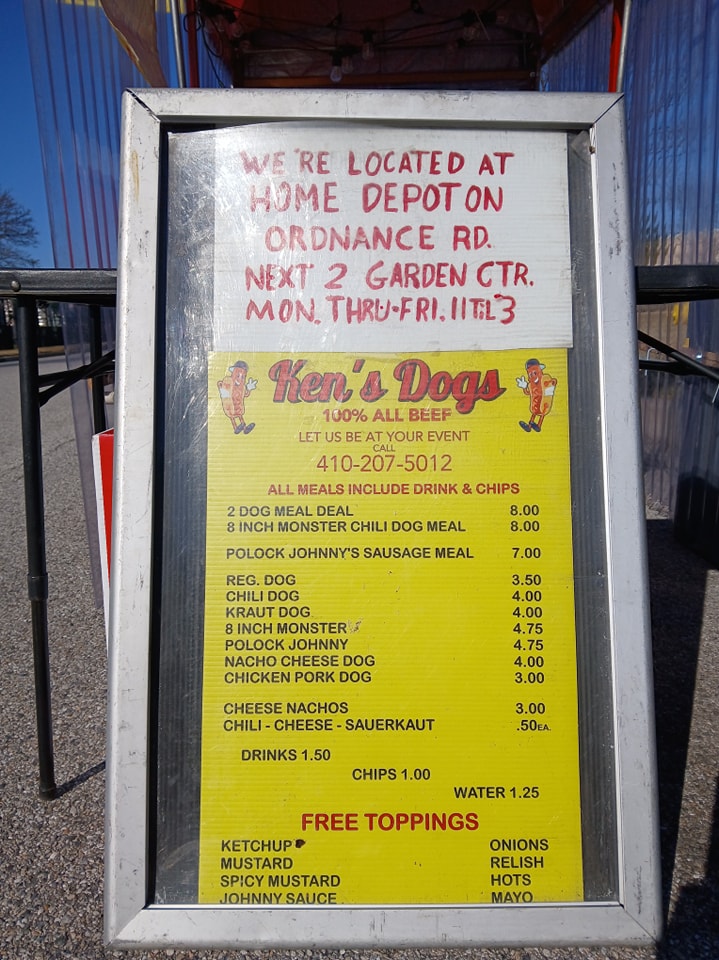 WE'RE LOCATED AT
HOME DEPOT ON
ORDNANCE RD.
NEXT 2 GARDEN CTR.
MON. THRU-FRI. 11 TIL 3
Ken's Dogs
100% ALL BEEF
LET US BE AT YOUR EVENT
CALL
410-207-5012
ALL MEALS INCLUDE DRINK & CHIPS
2 DOG MEAL DEAL 8.00
8 INCH MONSTER CHILI DOG MEAL 8.00
POLOCK JOHNNY'S SAUSAGE MEAL 7.00
REG. DOG 3.50
CHILI DOG 4.00
KRAUT DOG 4.00
8 INCH MONSTER 4.75
POLOCK JOHNNY 4.75
NACHO CHEESE DOG 4.00
CHICKEN PORK DOG 3.00
CHEESE NACHOS 3.00
CHILI - CHEESE - SAUERKAUT .50EA.
DRINKS 1.50
CHIPS 1.00
WATER 1.25
FREE TOPPINGS
KETCHUP ONIONS
MUSTARD RELISH
SPICY MUSTARD HOTS
JOHNNY SAUCE MAYO